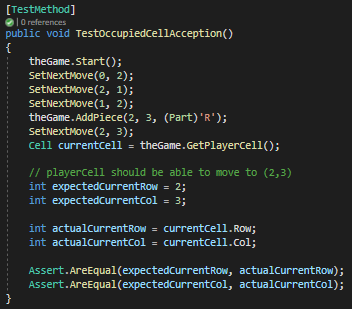 [TestMethod]
| 0 references
public void TestOccupiedCellAcception()
{
theGame.Start();
SetNextMove(0, 2);
SetNextMove(2, 1);
SetNextMove(1, 2);
theGame.AddPiece(2, 3, (Part)'R');
SetNextMove(2, 3);
Cell currentCell = theGame.GetPlayerCell();
// playerCell should be able to move to (2,3)
int expectedCurrentRow = 2;
int expectedCurrentCol = 3;
int actualCurrentRow = currentCell.Row;
int actualCurrentCol = currentCell.Col;
Assert.AreEqual(expectedCurrentRow, actualCurrentRow);
Assert.AreEqual(expectedCurrentCol, actualCurrentCol);
}